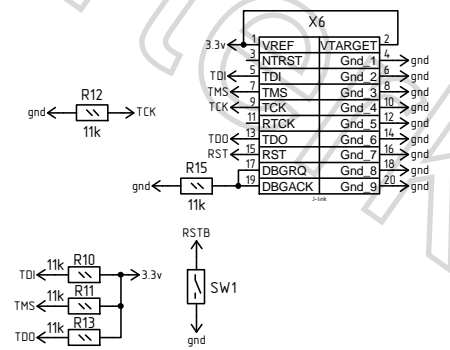 X6
3.3v 1 VREF VTARGET 2
3 NTRST Gnd_1 4 gnd
TDI 5 TDI Gnd_2 6 gnd
TMS 7 TMS Gnd_3 8 gnd
TCK 9 TCK Gnd_4 10 gnd
11 RTCK Gnd_5 12 gnd
TDO 13 TDO Gnd_6 14 gnd
RST 15 RST Gnd_7 16 gnd
17 DBGRQ Gnd_8 18 gnd
19 DBGACK Gnd_9 20 gnd
J-link
R12
gnd TCK
11k
R15
gnd
11k
TDI 11k R10 3.3v
TMS 11k R11
TDO 11k R13
RSTB
SW1
gnd